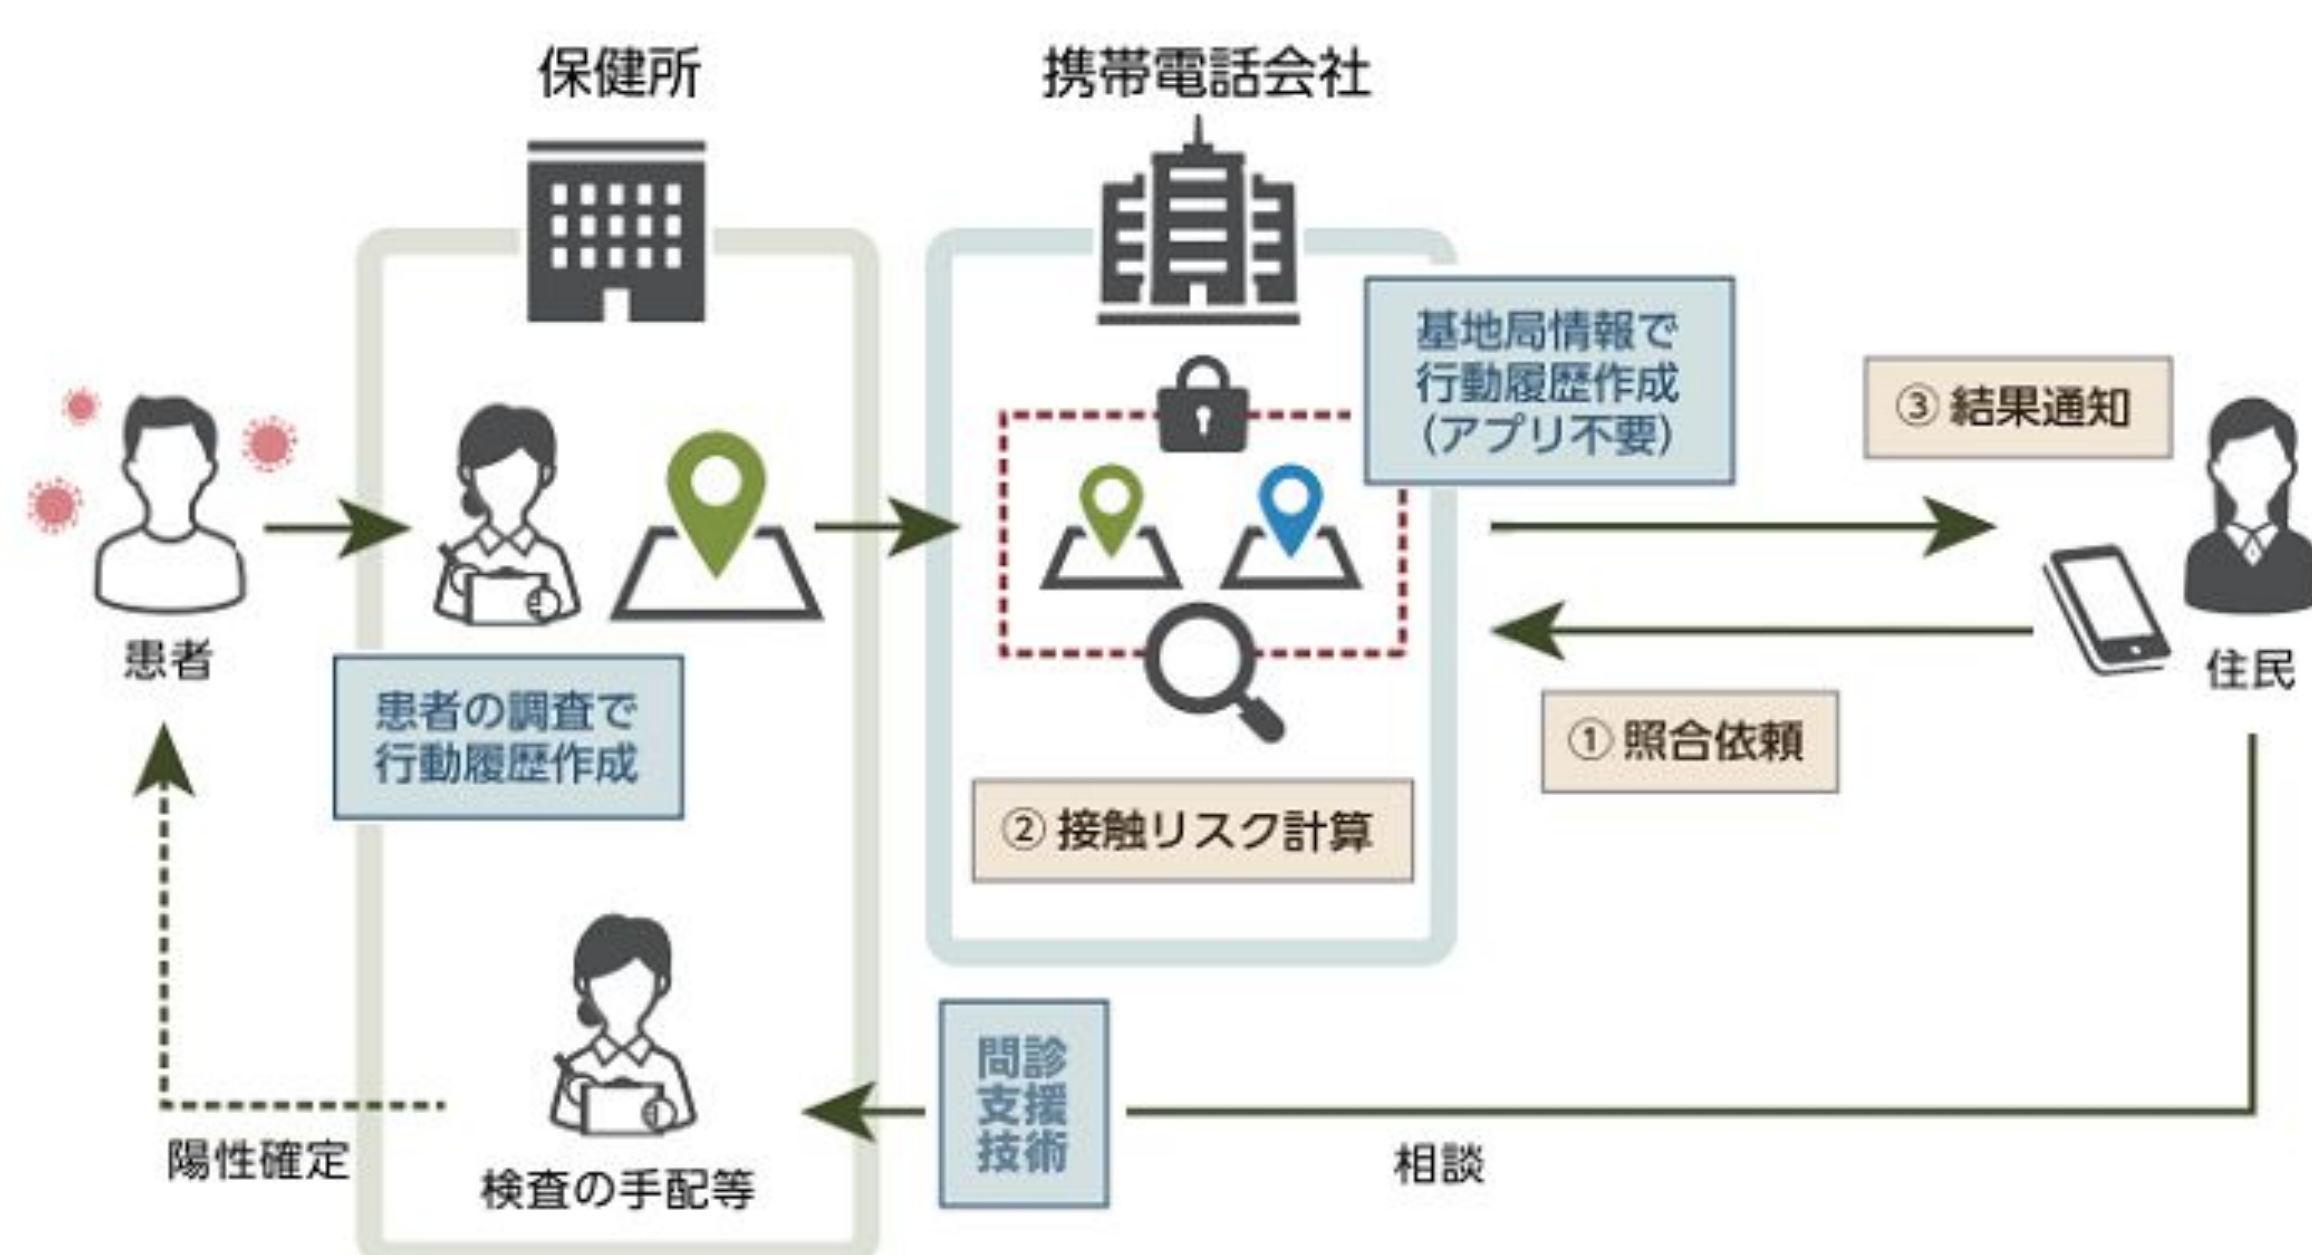 保健所
携帯電話会社
基地局情報で
行動履歴作成
(アプリ不要)
③ 結果通知
患者
住民
患者の調査で
行動履歴作成
① 照合依頼
② 接触リスク計算
問診
支援
技術
陽性確定
検査の手配等
相談